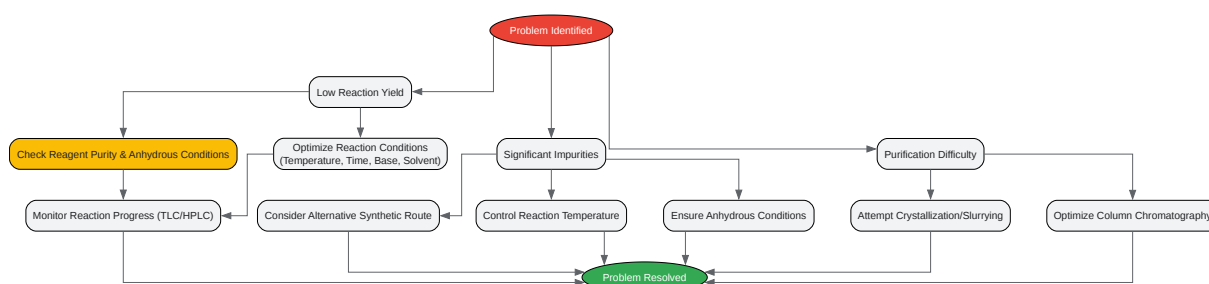 Problem Identified
Low Reaction Yield
Check Reagent Purity & Anhydrous Conditions
Optimize Reaction Conditions
(Temperature, Time, Base, Solvent)
Significant Impurities
Purification Difficulty
Monitor Reaction Progress (TLC/HPLC)
Consider Alternative Synthetic Route
Control Reaction Temperature
Ensure Anhydrous Conditions
Attempt Crystallization/Slurrying
Optimize Column Chromatography
Problem Resolved